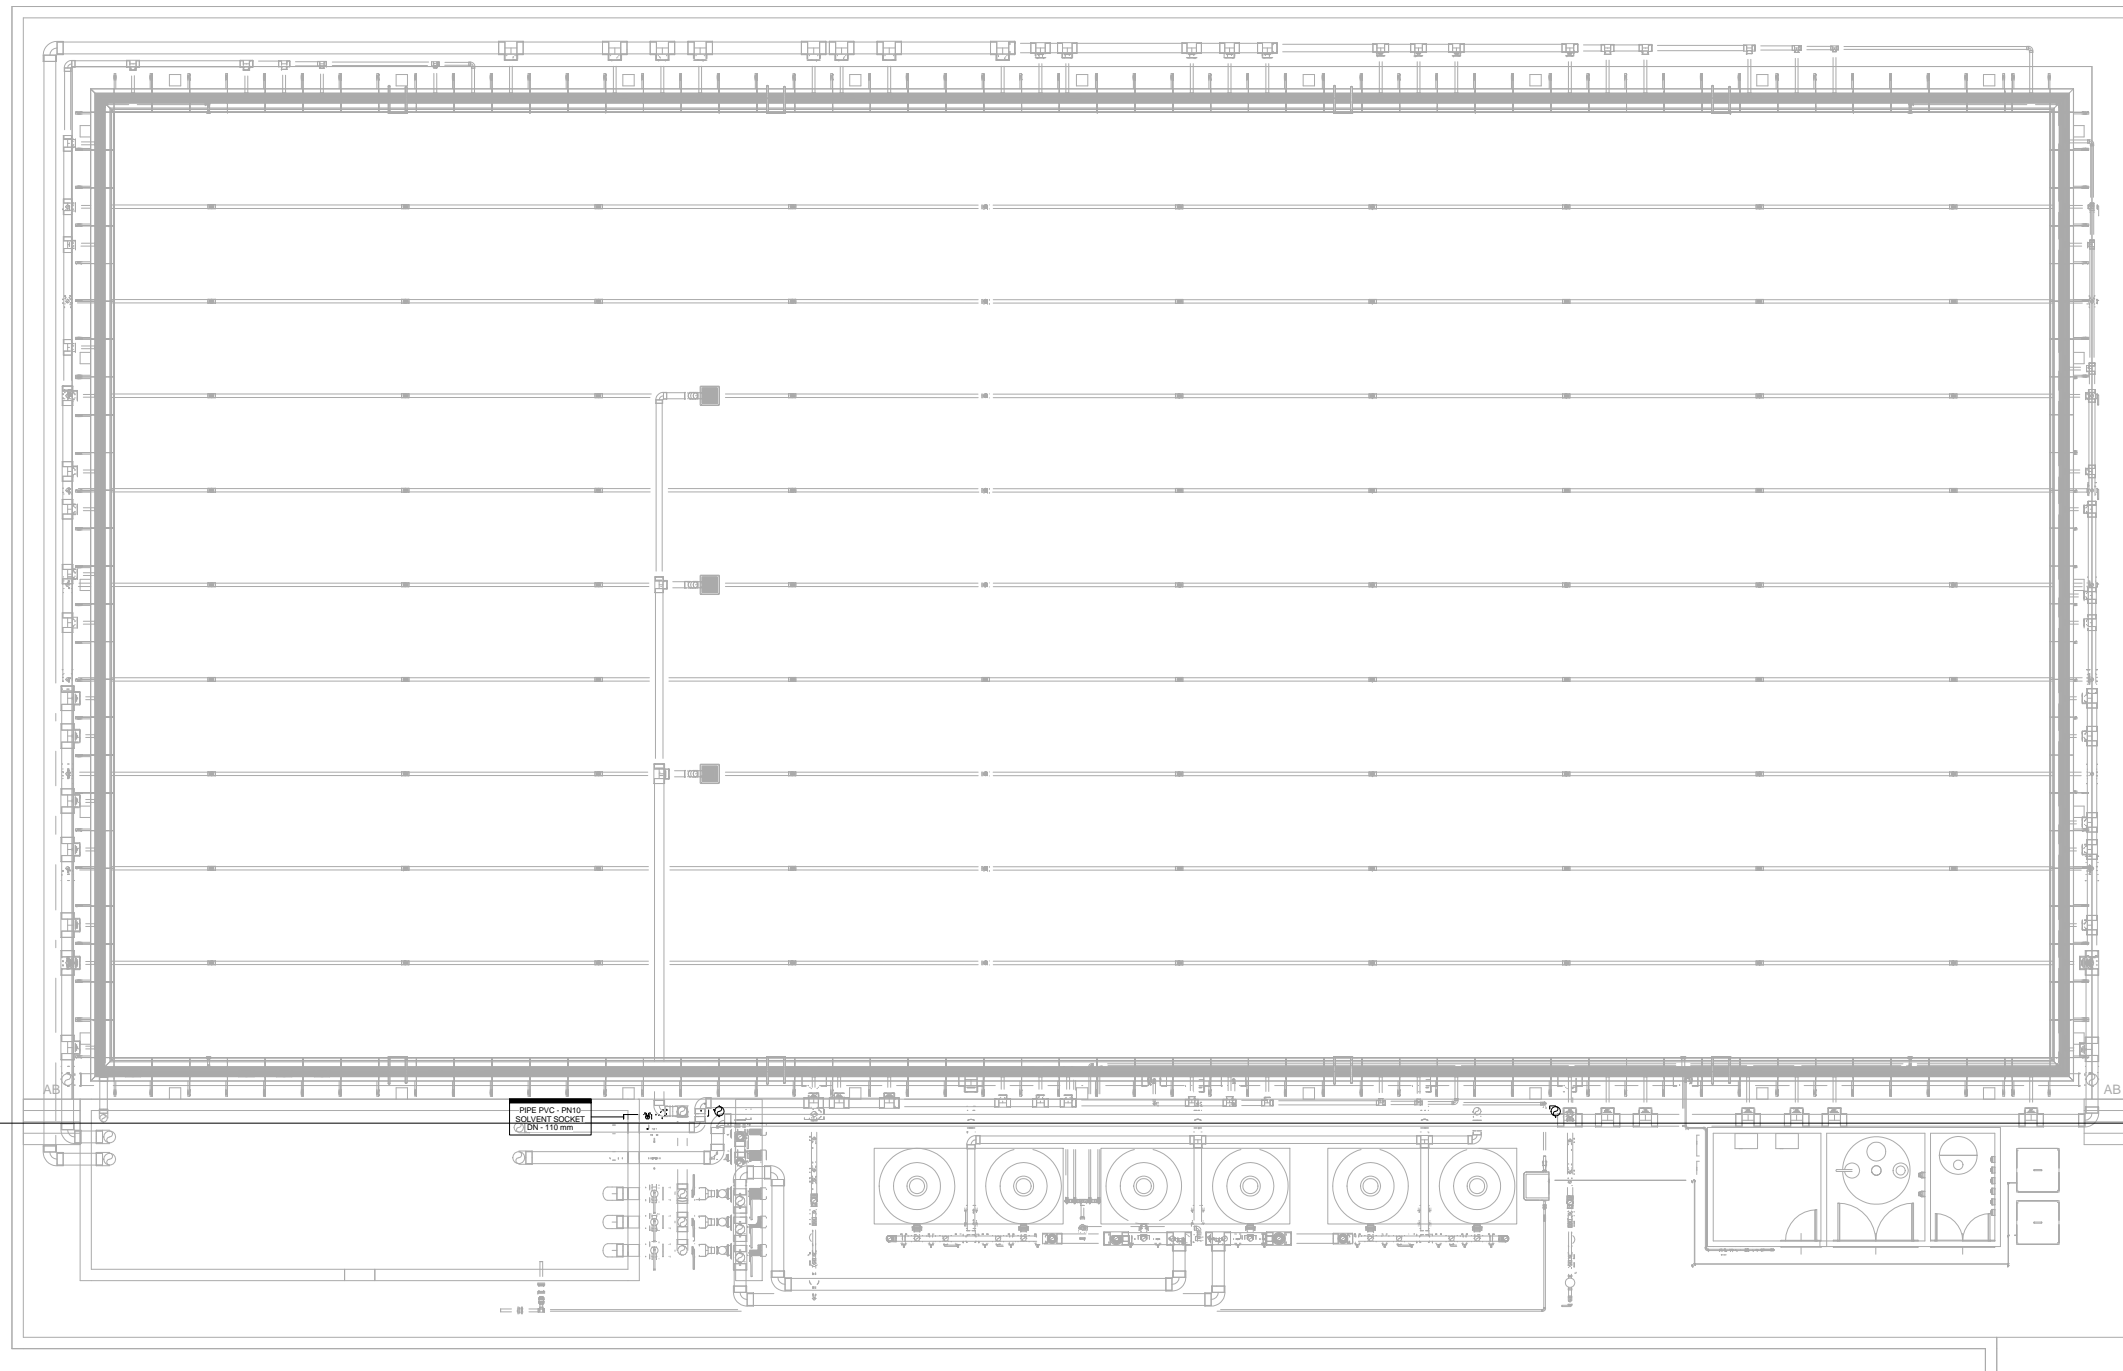 AB
AB
PIPE PVC - PN10
SOLVENT SOCKET
DN - 110 mm